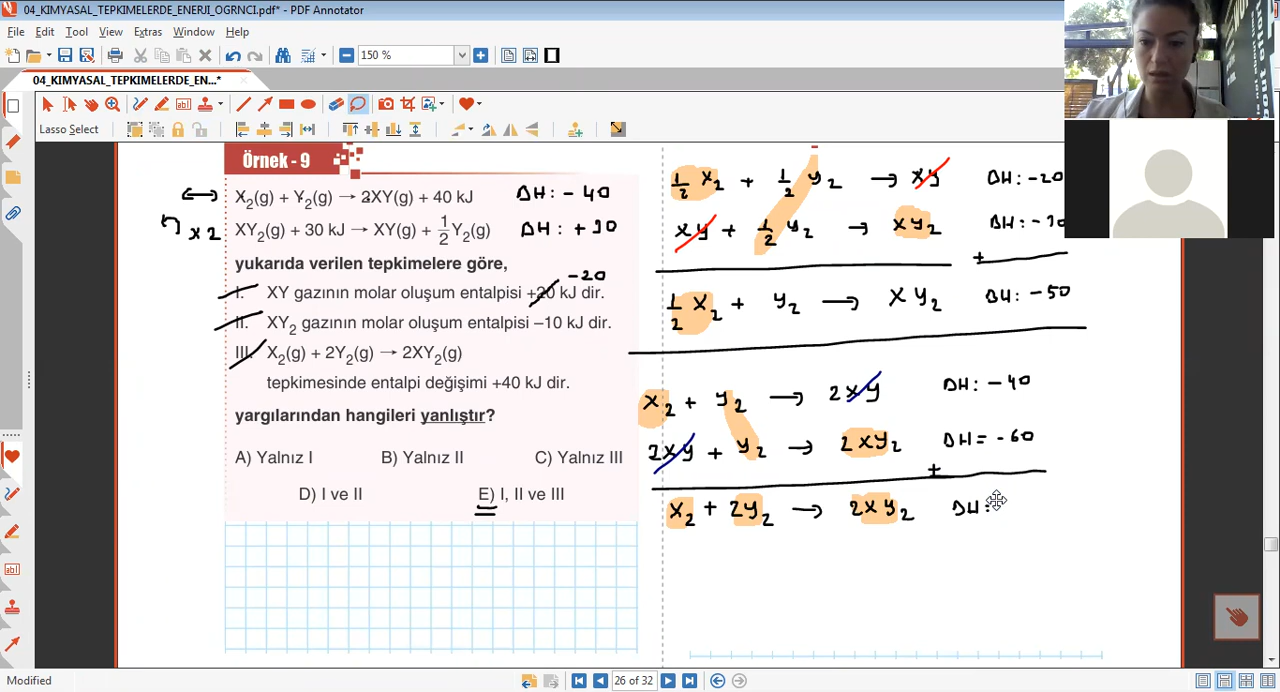 04_KIMYASAL_TEPKIMELERDE_ENERJI_OGRNCI.pdf* - PDF Annotator
File Edit Tool View Extras Window Help
150 %
04_KIMYASAL_TEPKIMELERDE_EN...*
Lasso Select
Örnek - 9
X₂(g) + Y₂(g) → 2XY(g) + 40 kJ ΔH: - 40
x2 XY₂(g) + 30 kJ → XY(g) + 1/2 Y₂(g) ΔH: +30
yukarıda verilen tepkimelere göre,
-20
I. XY gazının molar oluşum entalpisi +20 kJ dir.
II. XY₂ gazının molar oluşum entalpisi –10 kJ dir.
III. X₂(g) + 2Y₂(g) → 2XY₂(g)
tepkimesinde entalpi değişimi +40 kJ dir.
yargılarından hangileri yanlıştır?
A) Yalnız I B) Yalnız II C) Yalnız III
D) I ve II E) I, II ve III
1/2 X₂ + 1/2 Y₂ → XY ΔH: -20
XY + 1/2 Y₂ → XY₂ ΔH: -30
+
1/2 X₂ + Y₂ → XY₂ ΔH: -50
X₂ + Y₂ → 2XY ΔH: -40
2XY + Y₂ → 2XY₂ ΔH= -60
+
X₂ + 2Y₂ → 2XY₂ ΔH:
Modified
26 of 32